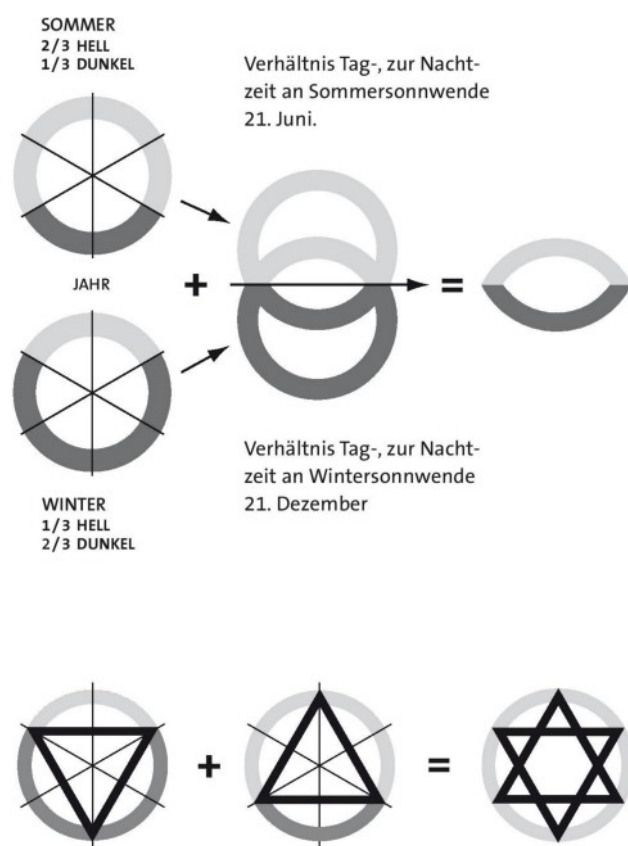 SOMMER
2/3 HELL
1/3 DUNKEL
Verhältnis Tag-, zur Nacht-
zeit an Sommersonnwende
21. Juni.
JAHR
+
=
Verhältnis Tag-, zur Nacht-
zeit an Wintersonnwende
21. Dezember
WINTER
1/3 HELL
2/3 DUNKEL
+
=